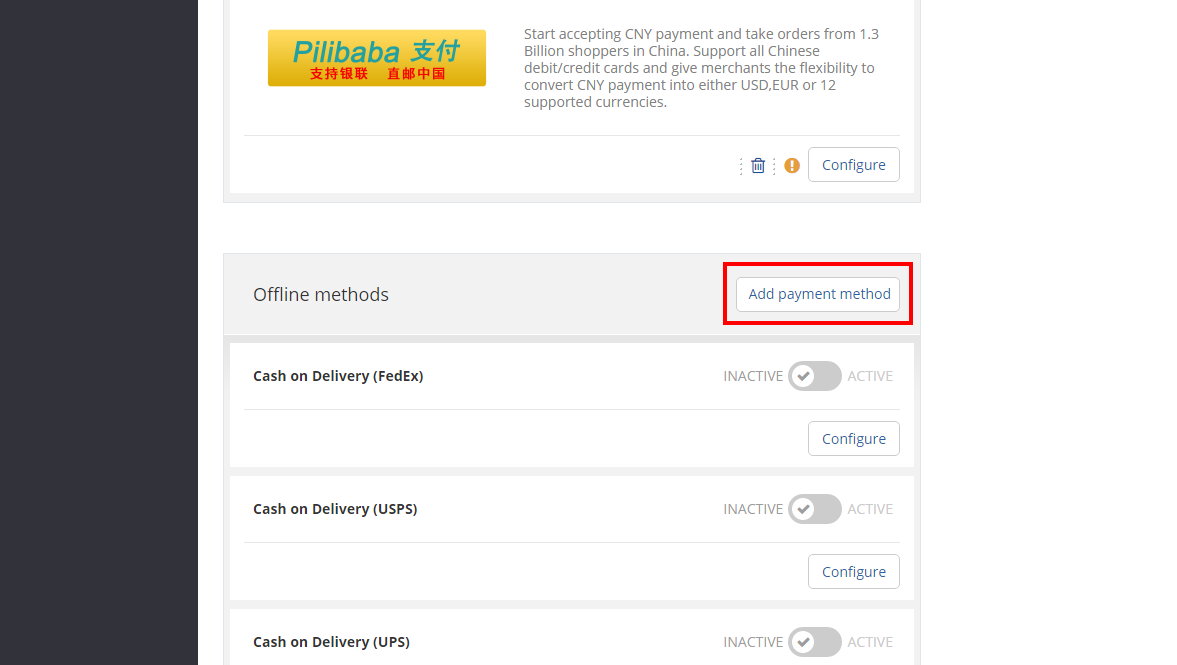 Pilibaba 支付
支持银联 直邮中国
Start accepting CNY payment and take orders from 1.3
Billion shoppers in China. Support all Chinese
debit/credit cards and give merchants the flexibility to
convert CNY payment into either USD,EUR or 12
supported currencies.
Configure
Offline methods
Add payment method
Cash on Delivery (FedEx)
INACTIVE ACTIVE
Configure
Cash on Delivery (USPS)
INACTIVE ACTIVE
Configure
Cash on Delivery (UPS)
INACTIVE ACTIVE